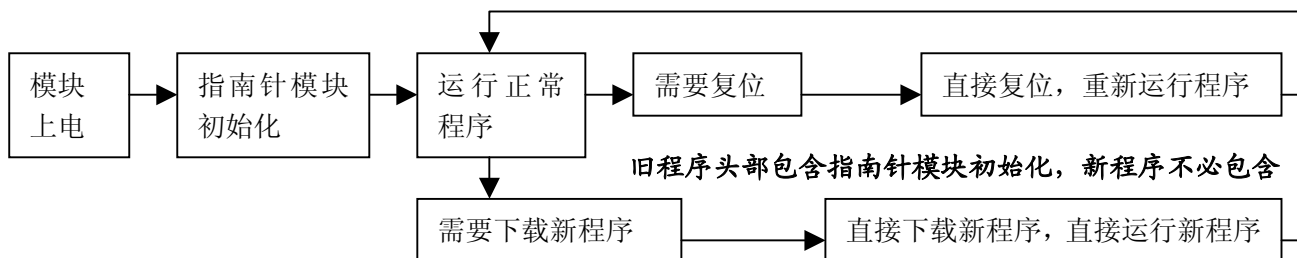 模块
上电
指南针模块
初始化
运行正常
程序
需要复位
直接复位，重新运行程序
旧程序头部包含指南针模块初始化，新程序不必包含
需要下载新程序
直接下载新程序，直接运行新程序